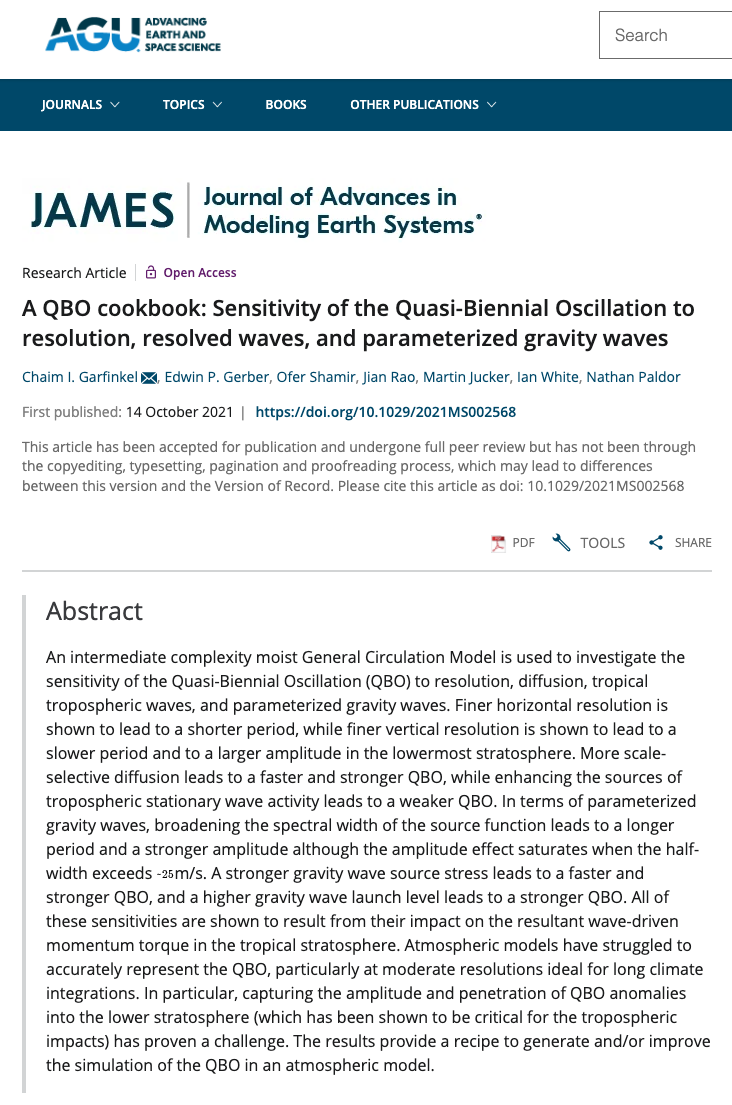 AGU ADVANCING
EARTH AND
SPACE SCIENCE
Search
JOURNALS TOPICS BOOKS OTHER PUBLICATIONS
JAMES Journal of Advances in
Modeling Earth Systems®
Research Article Open Access
A QBO cookbook: Sensitivity of the Quasi-Biennial Oscillation to
resolution, resolved waves, and parameterized gravity waves
Chaim I. Garfinkel, Edwin P. Gerber, Ofer Shamir, Jian Rao, Martin Jucker, Ian White, Nathan Paldor
First published: 14 October 2021 | https://doi.org/10.1029/2021MS002568
This article has been accepted for publication and undergone full peer review but has not been through
the copyediting, typesetting, pagination and proofreading process, which may lead to differences
between this version and the Version of Record. Please cite this article as doi: 10.1029/2021MS002568
PDF TOOLS SHARE
Abstract
An intermediate complexity moist General Circulation Model is used to investigate the
sensitivity of the Quasi-Biennial Oscillation (QBO) to resolution, diffusion, tropical
tropospheric waves, and parameterized gravity waves. Finer horizontal resolution is
shown to lead to a shorter period, while finer vertical resolution is shown to lead to a
slower period and to a larger amplitude in the lowermost stratosphere. More scale-
selective diffusion leads to a faster and stronger QBO, while enhancing the sources of
tropospheric stationary wave activity leads to a weaker QBO. In terms of parameterized
gravity waves, broadening the spectral width of the source function leads to a longer
period and a stronger amplitude although the amplitude effect saturates when the half-
width exceeds ~25m/s. A stronger gravity wave source stress leads to a faster and
stronger QBO, and a higher gravity wave launch level leads to a stronger QBO. All of
these sensitivities are shown to result from their impact on the resultant wave-driven
momentum torque in the tropical stratosphere. Atmospheric models have struggled to
accurately represent the QBO, particularly at moderate resolutions ideal for long climate
integrations. In particular, capturing the amplitude and penetration of QBO anomalies
into the lower stratosphere (which has been shown to be critical for the tropospheric
impacts) has proven a challenge. The results provide a recipe to generate and/or improve
the simulation of the QBO in an atmospheric model.